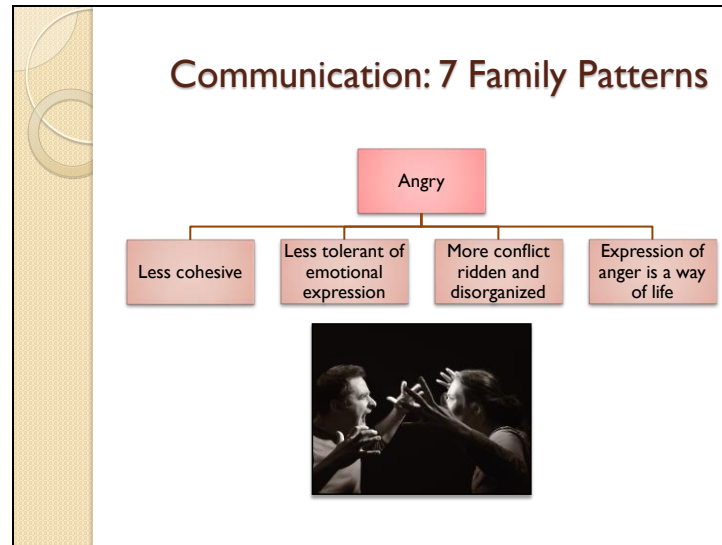 Communication: 7 Family Patterns
Angry
Less cohesive
Less tolerant of
emotional
expression
More conflict
ridden and
disorganized
Expression of
anger is a way
of life